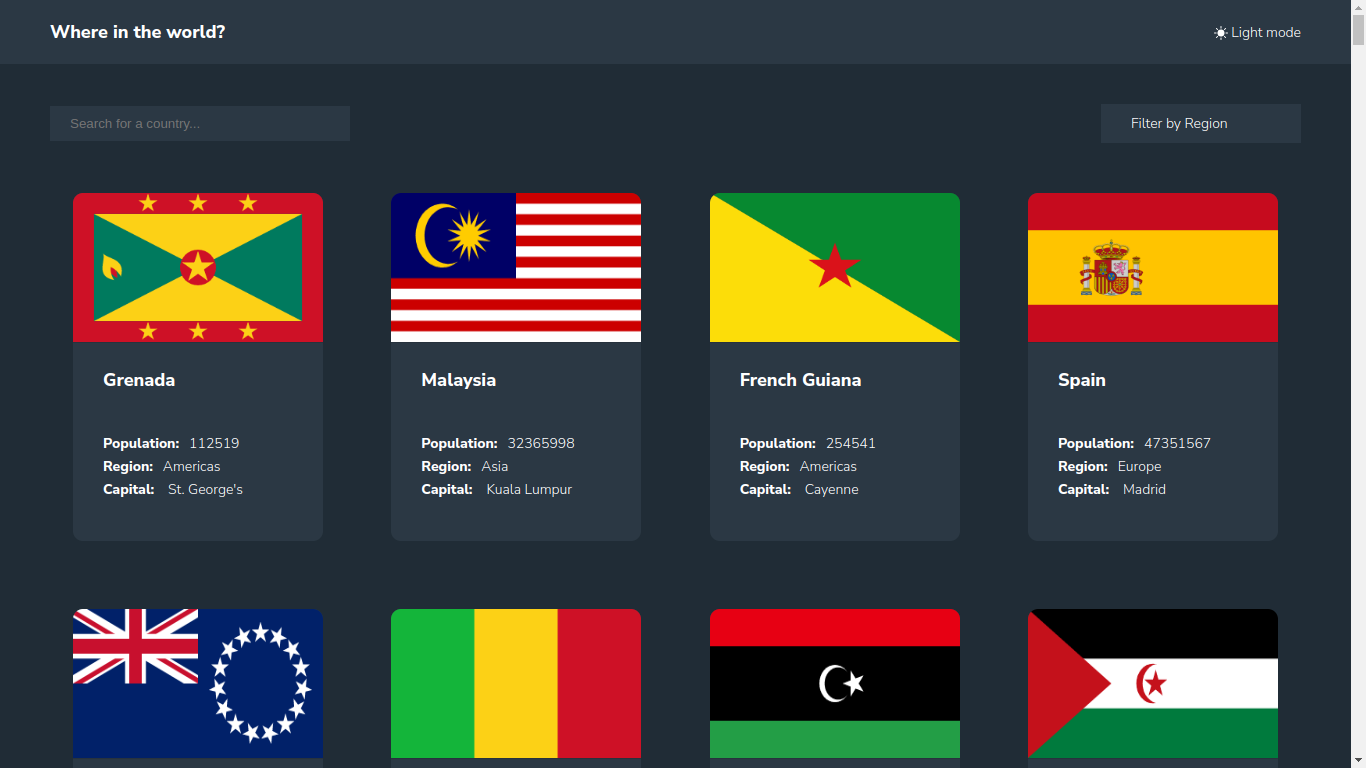 Where in the world?
Light mode
Search for a country...
Filter by Region
Grenada
Population: 112519
Region: Americas
Capital: St. George's
Malaysia
Population: 32365998
Region: Asia
Capital: Kuala Lumpur
French Guiana
Population: 254541
Region: Americas
Capital: Cayenne
Spain
Population: 47351567
Region: Europe
Capital: Madrid